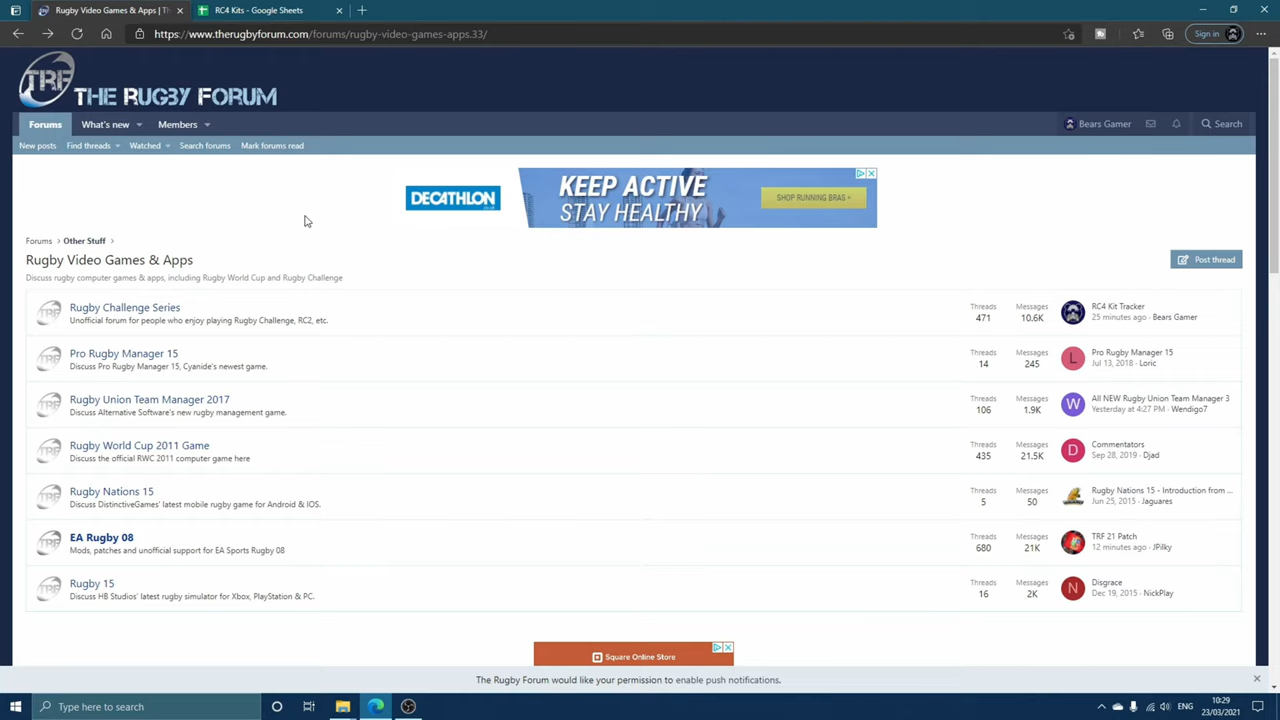 Rugby Video Games & Apps | T
RC4 Kits - Google Sheets
https://www.therugbyforum.com/forums/rugby-video-games-apps.33/
Sign in
TRF THE RUGBY FORUM
Forums What's new Members
Bears Gamer Search
New posts Find threads Watched Search forums Mark forums read
DECATHLON
KEEP ACTIVE
STAY HEALTHY
SHOP RUNNING BRAS >
Forums Other Stuff
Rugby Video Games & Apps
Post thread
Discuss rugby computer games & apps, including Rugby World Cup and Rugby Challenge
Rugby Challenge Series
Unofficial forum for people who enjoy playing Rugby Challenge, RC2, etc.
Threads Messages
471 10.6K
RC4 Kit Tracker
25 minutes ago · Bears Gamer
Pro Rugby Manager 15
Discuss Pro Rugby Manager 15, Cyanide's newest game.
Threads Messages
14 245
L
Pro Rugby Manager 15
Jul 13, 2018 · Loric
Rugby Union Team Manager 2017
Discuss Alternative Software's new rugby management game.
Threads Messages
106 1.9K
W
All NEW Rugby Union Team Manager 3
Yesterday at 4:27 PM · Wendigo7
Rugby World Cup 2011 Game
Discuss the official RWC 2011 computer game here
Threads Messages
435 21.5K
D
Commentators
Sep 28, 2019 · Djad
Rugby Nations 15
Discuss DistinctiveGames' latest mobile rugby game for Android & IOS.
Threads Messages
5 50
Rugby Nations 15 - Introduction from ...
Jun 25, 2015 · Jaguares
EA Rugby 08
Mods, patches and unofficial support for EA Sports Rugby 08
Threads Messages
680 21K
TRF 21 Patch
12 minutes ago · JPilky
Rugby 15
Discuss HB Studios' latest rugby simulator for Xbox, PlayStation & PC.
Threads Messages
16 2K
N
Disgrace
Dec 19, 2015 · NickPlay
Square Online Store
The Rugby Forum would like your permission to enable push notifications.
Type here to search
ENG
10:29
23/03/2021